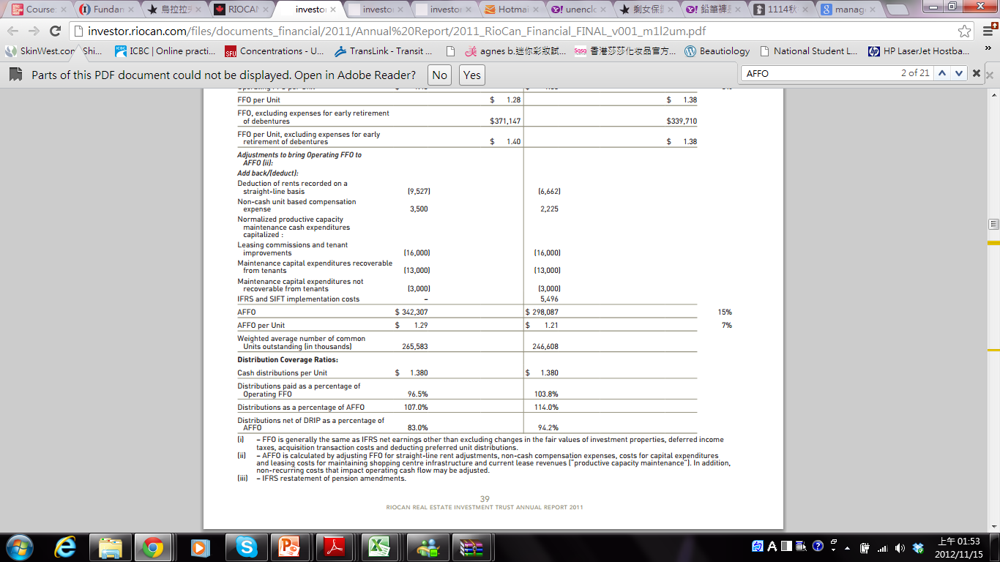 Course
Fundan
烏拉拉
RIOCAN
investo
investo
investo
Hotmai
unenclo
剩女保
鉛筆褲
1114秋
manag
investor.riocan.com/files/documents_financial/2011/Annual%20Report/2011_RioCan_Financial_FINAL_v001_m1l2um.pdf
SkinWest.com Shi...
ICBC | Online practi...
SFU Concentrations - U...
TransLink - Transit ...
agnes b.迷你彩妝試...
Sasa 香港莎莎化妆品官方...
Beautiology
National Student L...
HP LaserJet Hostba...
»
Parts of this PDF document could not be displayed. Open in Adobe Reader? No Yes
AFFO 2 of 21
FFO per Unit $ 1.28 $ 1.38
FFO, excluding expenses for early retirement
of debentures $371,147 $339,710
FFO per Unit, excluding expenses for early
retirement of debentures $ 1.40 $ 1.38
Adjustments to bring Operating FFO to
AFFO (ii):
Add back/(deduct):
Deduction of rents recorded on a
straight-line basis (9,527) (6,662)
Non-cash unit based compensation
expense 3,500 2,225
Normalized productive capacity
maintenance cash expenditures
capitalized :
Leasing commissions and tenant
improvements (16,000) (16,000)
Maintenance capital expenditures recoverable
from tenants (13,000) (13,000)
Maintenance capital expenditures not
recoverable from tenants (3,000) (3,000)
IFRS and SIFT implementation costs – 5,496
AFFO $ 342,307 $ 298,087 15%
AFFO per Unit $ 1.29 $ 1.21 7%
Weighted average number of common
Units outstanding (in thousands) 265,583 246,608
Distribution Coverage Ratios:
Cash distributions per Unit $ 1.380 $ 1.380
Distributions paid as a percentage of
Operating FFO 96.5% 103.8%
Distributions as a percentage of AFFO 107.0% 114.0%
Distributions net of DRIP as a percentage of
AFFO 83.0% 94.2%
(i) – FFO is generally the same as IFRS net earnings other than excluding changes in the fair values of investment properties, deferred income
taxes, acquisition transaction costs and deducting preferred unit distributions.
(ii) – AFFO is calculated by adjusting FFO for straight-line rent adjustments, non-cash compensation expenses, costs for capital expenditures
and leasing costs for maintaining shopping centre infrastructure and current lease revenues ("productive capacity maintenance"). In addition,
non-recurring costs that impact operating cash flow may be adjusted.
(iii) – IFRS restatement of pension amendments.
39
RIOCAN REAL ESTATE INVESTMENT TRUST ANNUAL REPORT 2011
上午 01:53
2012/11/15